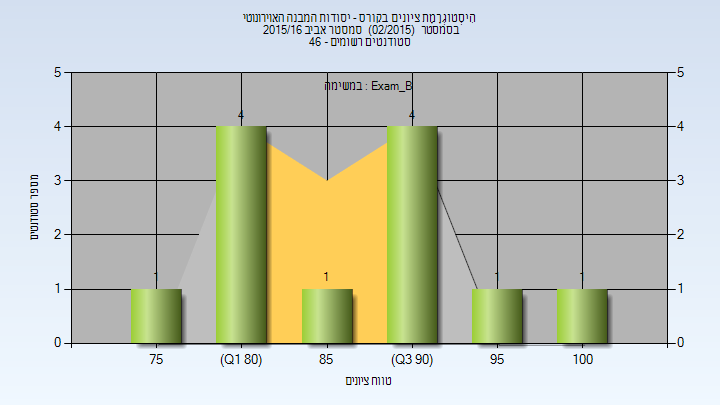 היסטוגרמת ציונים בקורס - יסודות המבנה האוירונוטי
בסמסטר (02/2015) סמסטר אביב 2015/16
סטודנטים רשומים - 46
במשימה : Exam_B
5 5
4 4
3 3
2 2
1 1
0 0
4 4
1 1 1 1
מספר סטודנטים
75 (Q1 80) 85 (Q3 90) 95 100
טווח ציונים